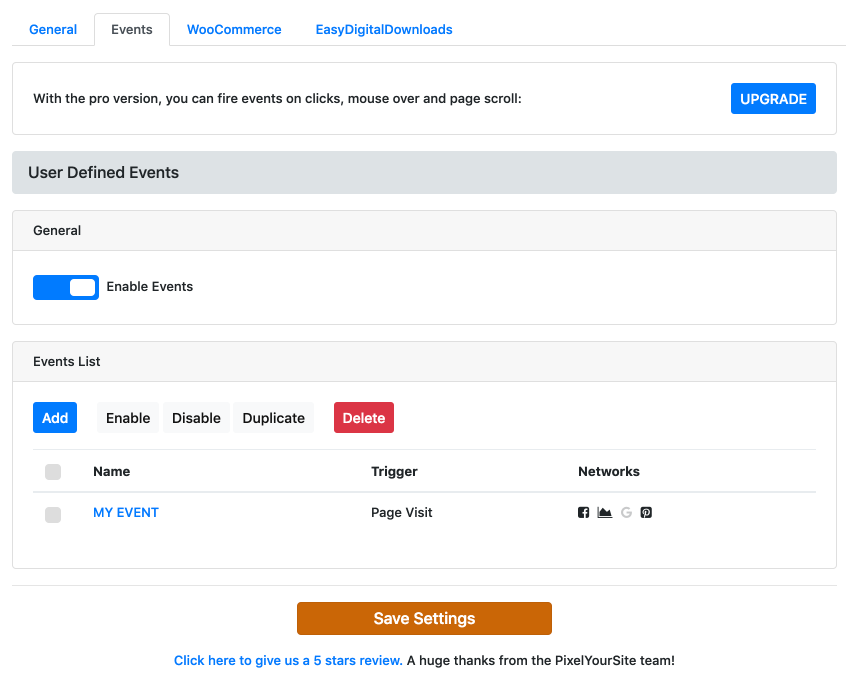 General Events WooCommerce EasyDigitalDownloads
With the pro version, you can fire events on clicks, mouse over and page scroll: UPGRADE
User Defined Events
General
Enable Events
Events List
Add Enable Disable Duplicate Delete
Name Trigger Networks
MY EVENT Page Visit
Save Settings
Click here to give us a 5 stars review. A huge thanks from the PixelYourSite team!